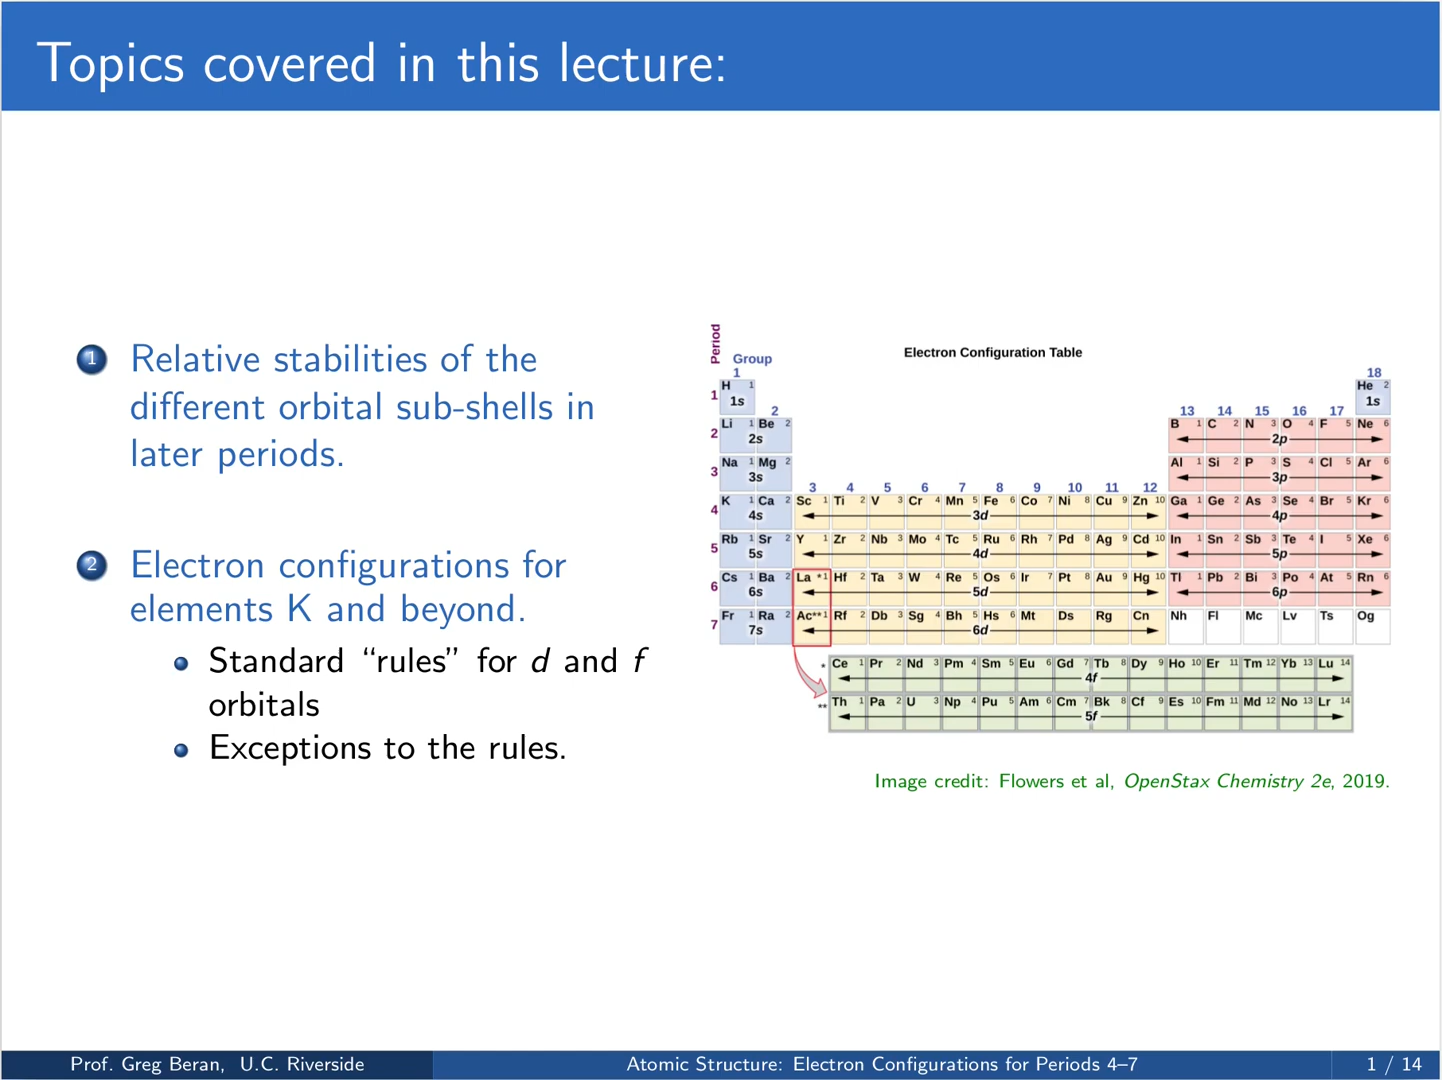 Topics covered in this lecture:
1 Relative stabilities of the
different orbital sub-shells in
later periods.
2 Electron configurations for
elements K and beyond.
Standard “rules” for d and f
orbitals
Exceptions to the rules.
Electron Configuration Table
Period
Group
1 18
1 H 1 He 2
1s 1s
2 13 14 15 16 17
2 Li 1 Be 2 B 1 C 2 N 3 O 4 F 5 Ne 6
2s 2p
3 Na 1 Mg 2 Al 1 Si 2 P 3 S 4 Cl 5 Ar 6
3s 3p
3 4 5 6 7 8 9 10 11 12
4 K 1 Ca 2 Sc 1 Ti 2 V 3 Cr 4 Mn 5 Fe 6 Co 7 Ni 8 Cu 9 Zn 10 Ga 1 Ge 2 As 3 Se 4 Br 5 Kr 6
4s 3d 4p
5 Rb 1 Sr 2 Y 1 Zr 2 Nb 3 Mo 4 Tc 5 Ru 6 Rh 7 Pd 8 Ag 9 Cd 10 In 1 Sn 2 Sb 3 Te 4 I 5 Xe 6
5s 4d 5p
6 Cs 1 Ba 2 La *1 Hf 2 Ta 3 W 4 Re 5 Os 6 Ir 7 Pt 8 Au 9 Hg 10 Tl 1 Pb 2 Bi 3 Po 4 At 5 Rn 6
6s 5d 6p
7 Fr 1 Ra 2 Ac**1 Rf 2 Db 3 Sg 4 Bh 5 Hs 6 Mt Ds Rg Cn Nh Fl Mc Lv Ts Og
7s 6d
* Ce 1 Pr 2 Nd 3 Pm 4 Sm 5 Eu 6 Gd 7 Tb 8 Dy 9 Ho 10 Er 11 Tm 12 Yb 13 Lu 14
4f
** Th 1 Pa 2 U 3 Np 4 Pu 5 Am 6 Cm 7 Bk 8 Cf 9 Es 10 Fm 11 Md 12 No 13 Lr 14
5f
Image credit: Flowers et al, OpenStax Chemistry 2e, 2019.
Prof. Greg Beran, U.C. Riverside
Atomic Structure: Electron Configurations for Periods 4–7
1 / 14